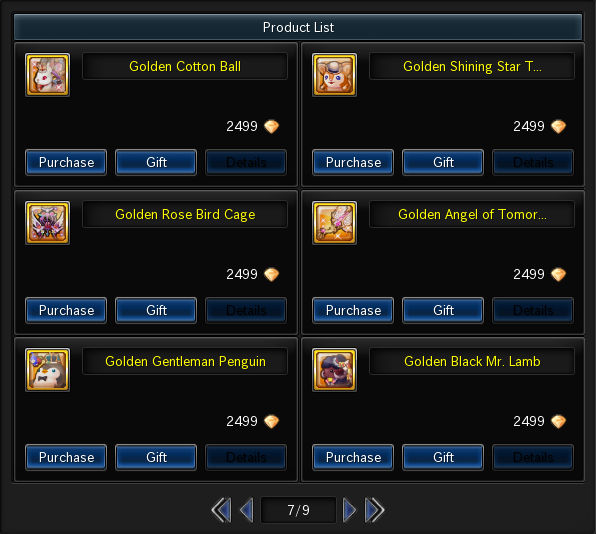 Product List
Golden Cotton Ball
Golden Shining Star T...
2499
2499
Purchase
Gift
Details
Purchase
Gift
Details
Golden Rose Bird Cage
Golden Angel of Tomor...
2499
2499
Purchase
Gift
Details
Purchase
Gift
Details
Golden Gentleman Penguin
Golden Black Mr. Lamb
2499
2499
Purchase
Gift
Details
Purchase
Gift
Details
7/9